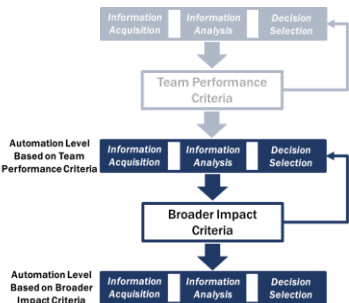 Information Acquisition
Information Analysis
Decision Selection
Team Performance
Criteria
Automation Level
Based on Team
Performance Criteria
Information Acquisition
Information Analysis
Decision Selection
Broader Impact
Criteria
Automation Level
Based on Broader
Impact Criteria
Information Acquisition
Information Analysis
Decision Selection